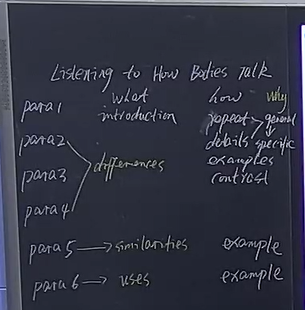 Listening to How Bodies Talk
what how why
para1 introduction repeat general
para2 details specific
differences examples
para3 contrast
para4
para5 similarities example
para6 uses example